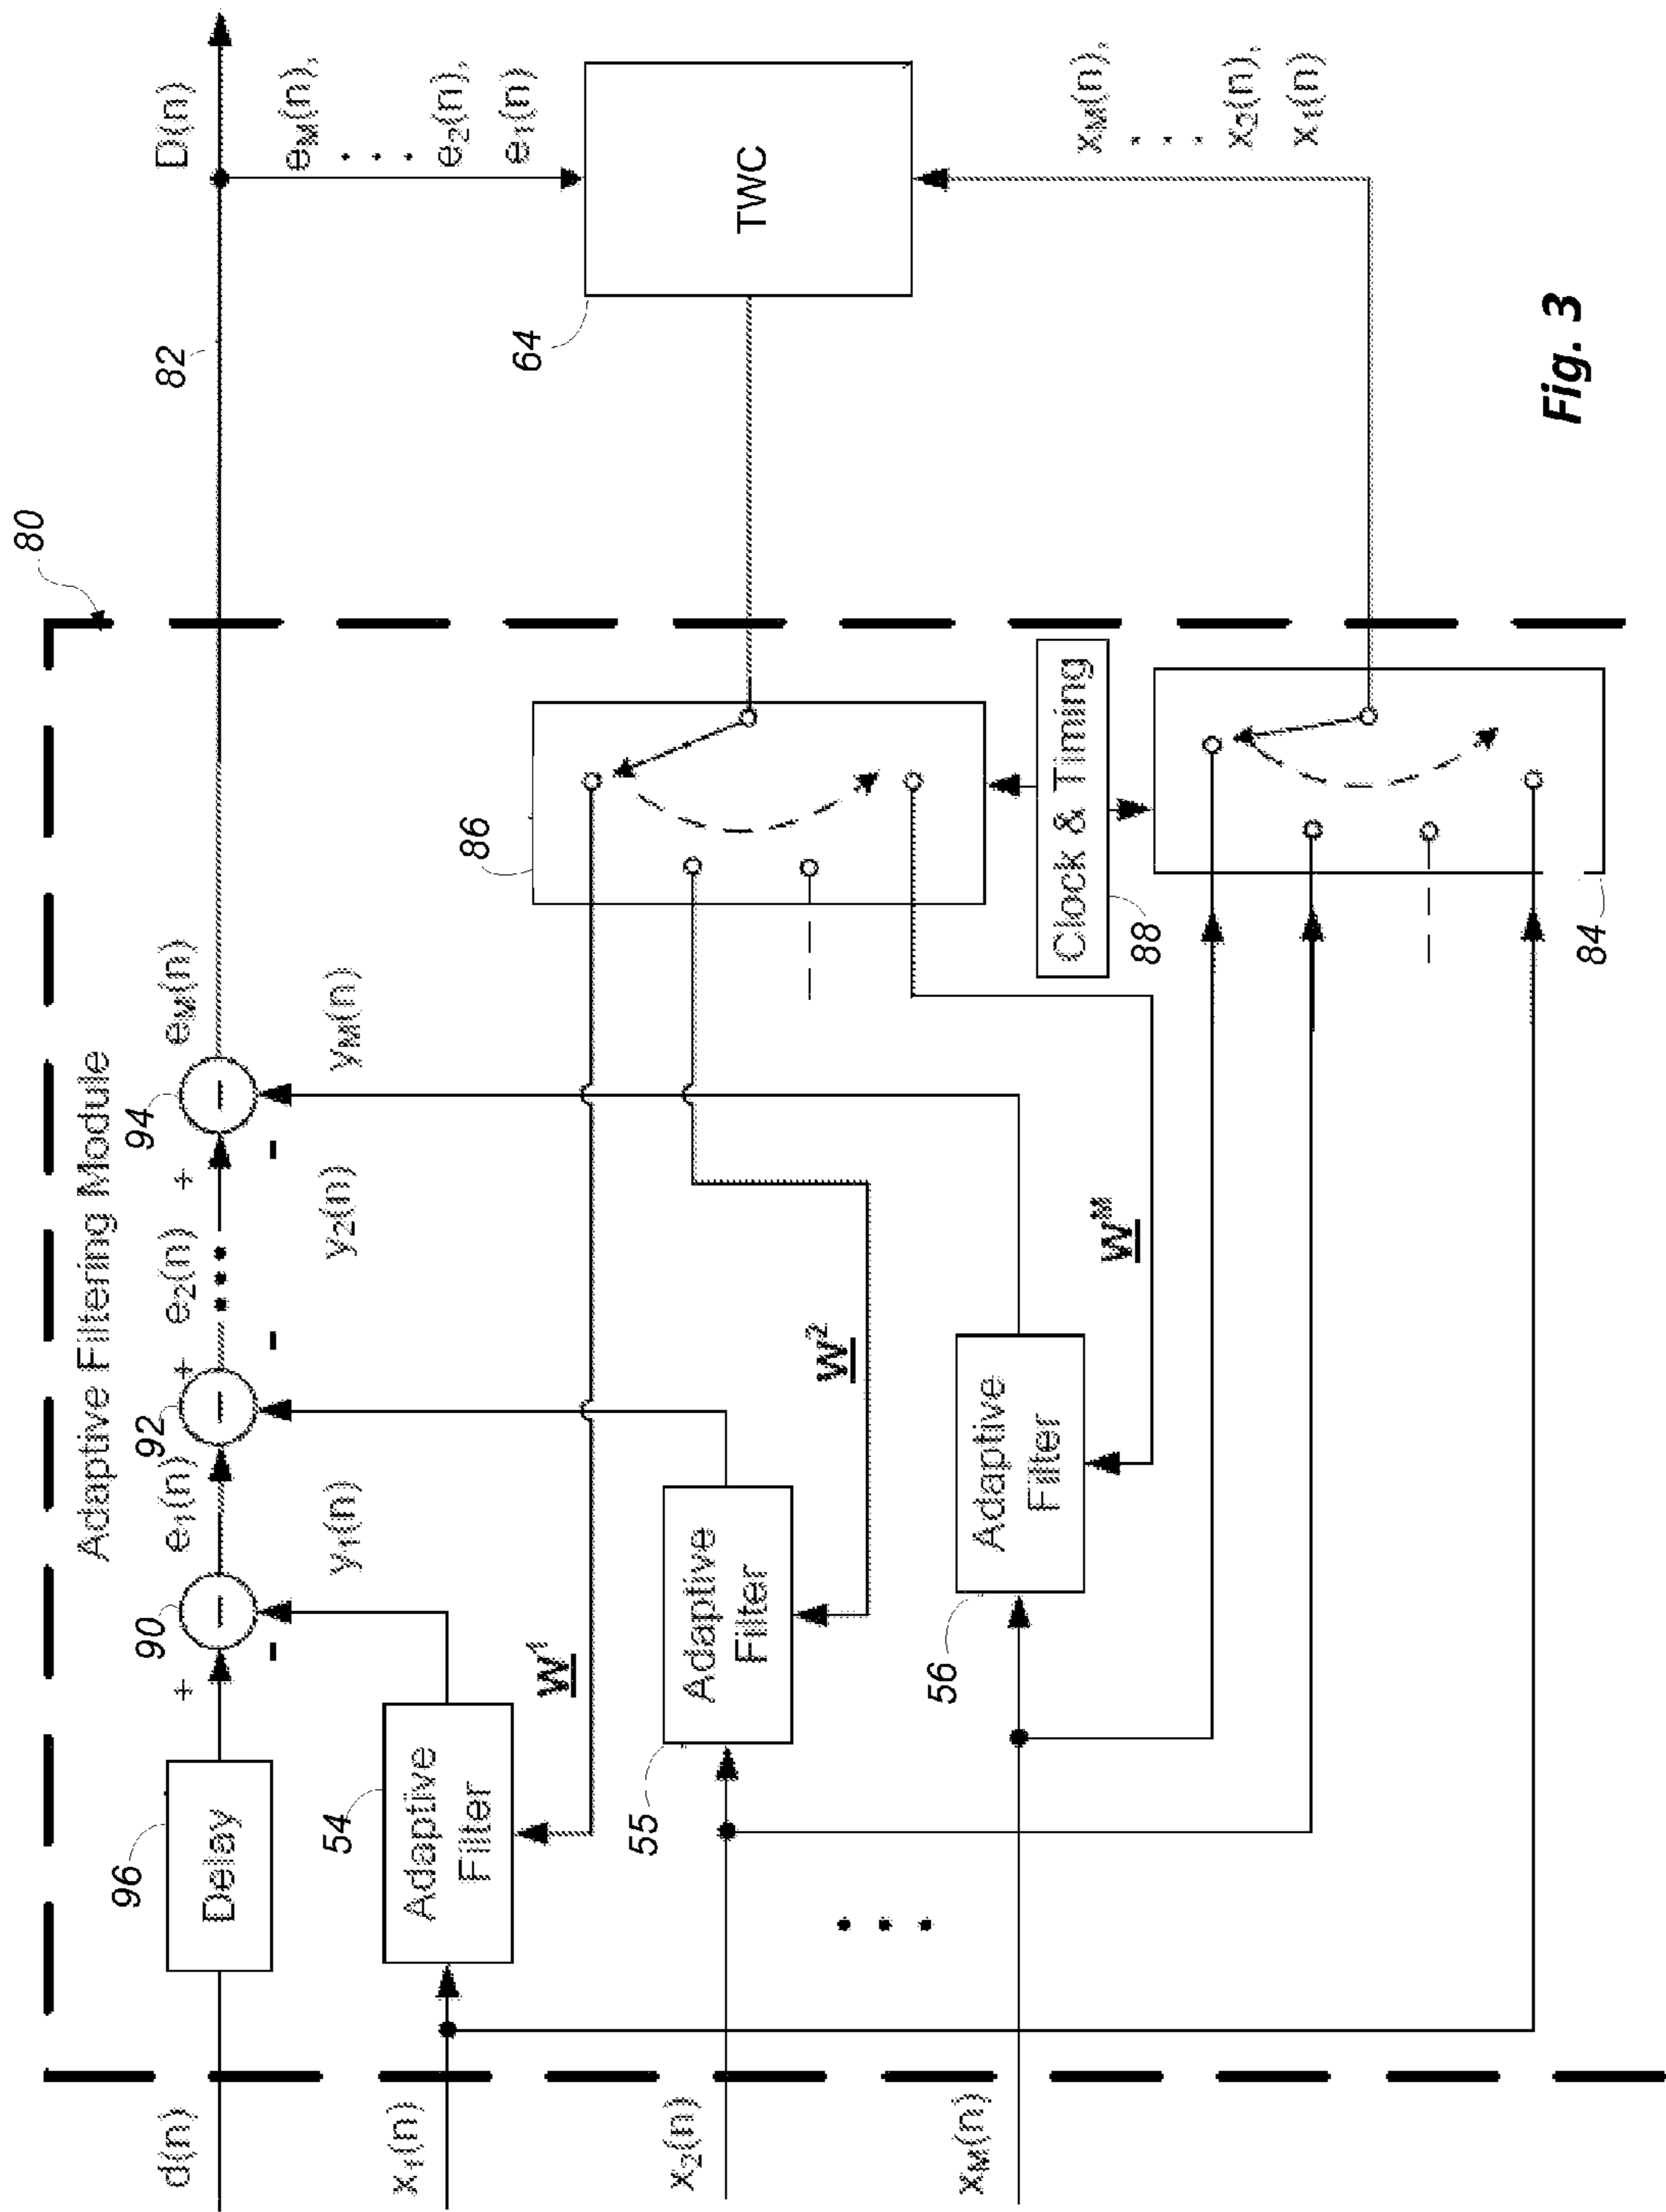 80
Adaptive Filtering Module
d(n)
96
Delay
+
90
e₁(n)
92
+
e₂(n)
+
94
eM(n)
82
D(n)
y₁(n)
y₂(n)
yM(n)
eM(n),
e₂(n),
e₁(n)
x₁(n)
54
Adaptive
Filter
W¹
86
64
TWC
x₂(n)
55
Adaptive
Filter
W²
xM(n)
56
Adaptive
Filter
Wᴹ
Clock & Timing
88
84
xM(n),
x₂(n),
x₁(n)
Fig. 3